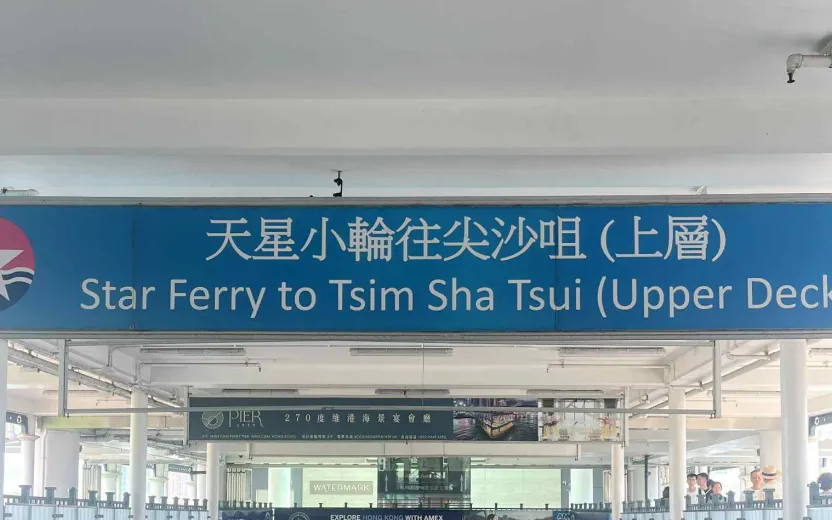 天星小輪往尖沙咀 (上層)
Star Ferry to Tsim Sha Tsui (Upper Deck
PIER
270度維港海景宴會廳
WATERMARK
EXPLORE HONG KONG WITH AMEX